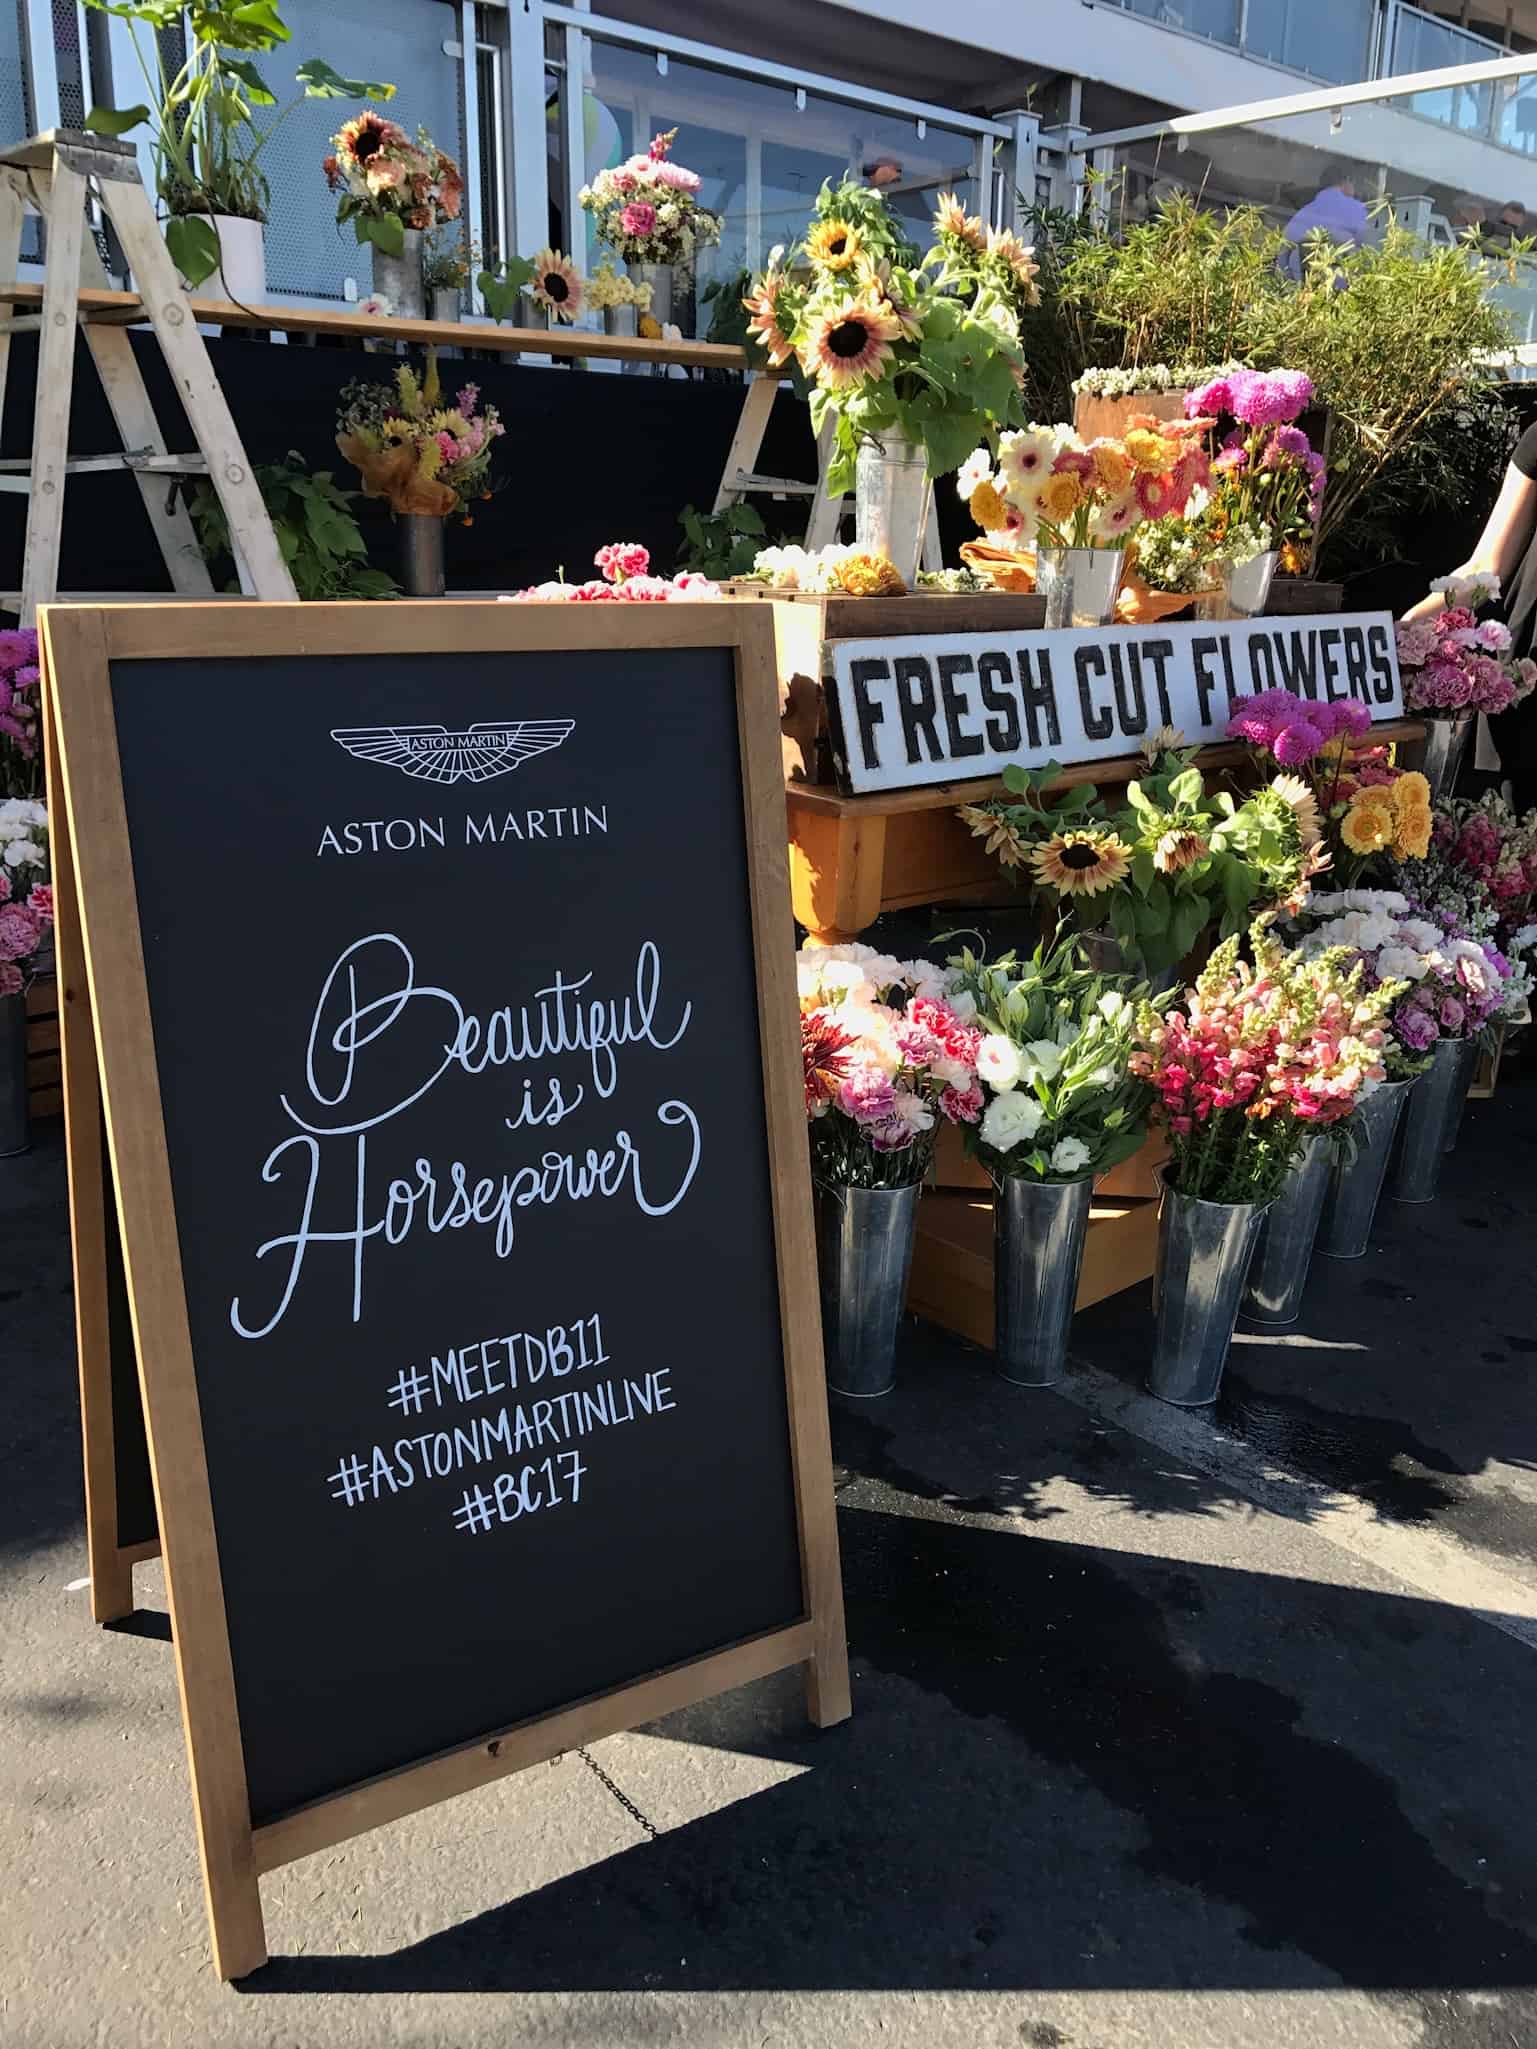 ASTON MARTIN
ASTON MARTIN
Beautiful
is
Horsepower
#MEETDB11
#ASTONMARTINLIVE
#BC17
FRESH CUT FLOWERS